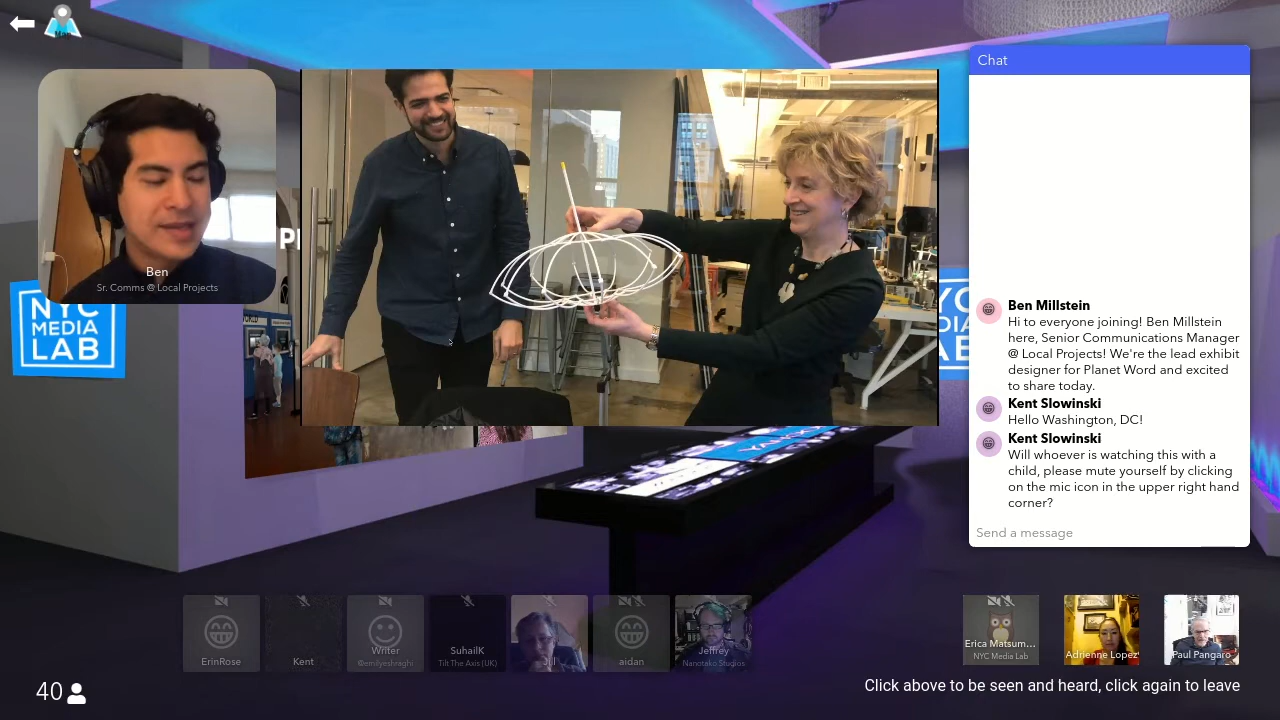 Map
Chat
Ben
Sr. Comms @ Local Projects
NYC
MEDIA
LAB
Ben Millstein
Hi to everyone joining! Ben Millstein
here, Senior Communications Manager
@ Local Projects! We're the lead exhibit
designer for Planet Word and excited
to share today.
Kent Slowinski
Hello Washington, DC!
Kent Slowinski
Will whoever is watching this with a
child, please mute yourself by clicking
on the mic icon in the upper right hand
corner?
Send a message
ErinRose
Kent
Writer
@emilyeshraghi
SuhailK
Tilt The Axis (UK)
Jul
aidan
Jeffrey
Nanotako Studios
Erica Matsum...
NYC Media Lab
Adrienne Lopez*
Paul Pangaro
40
Click above to be seen and heard, click again to leave